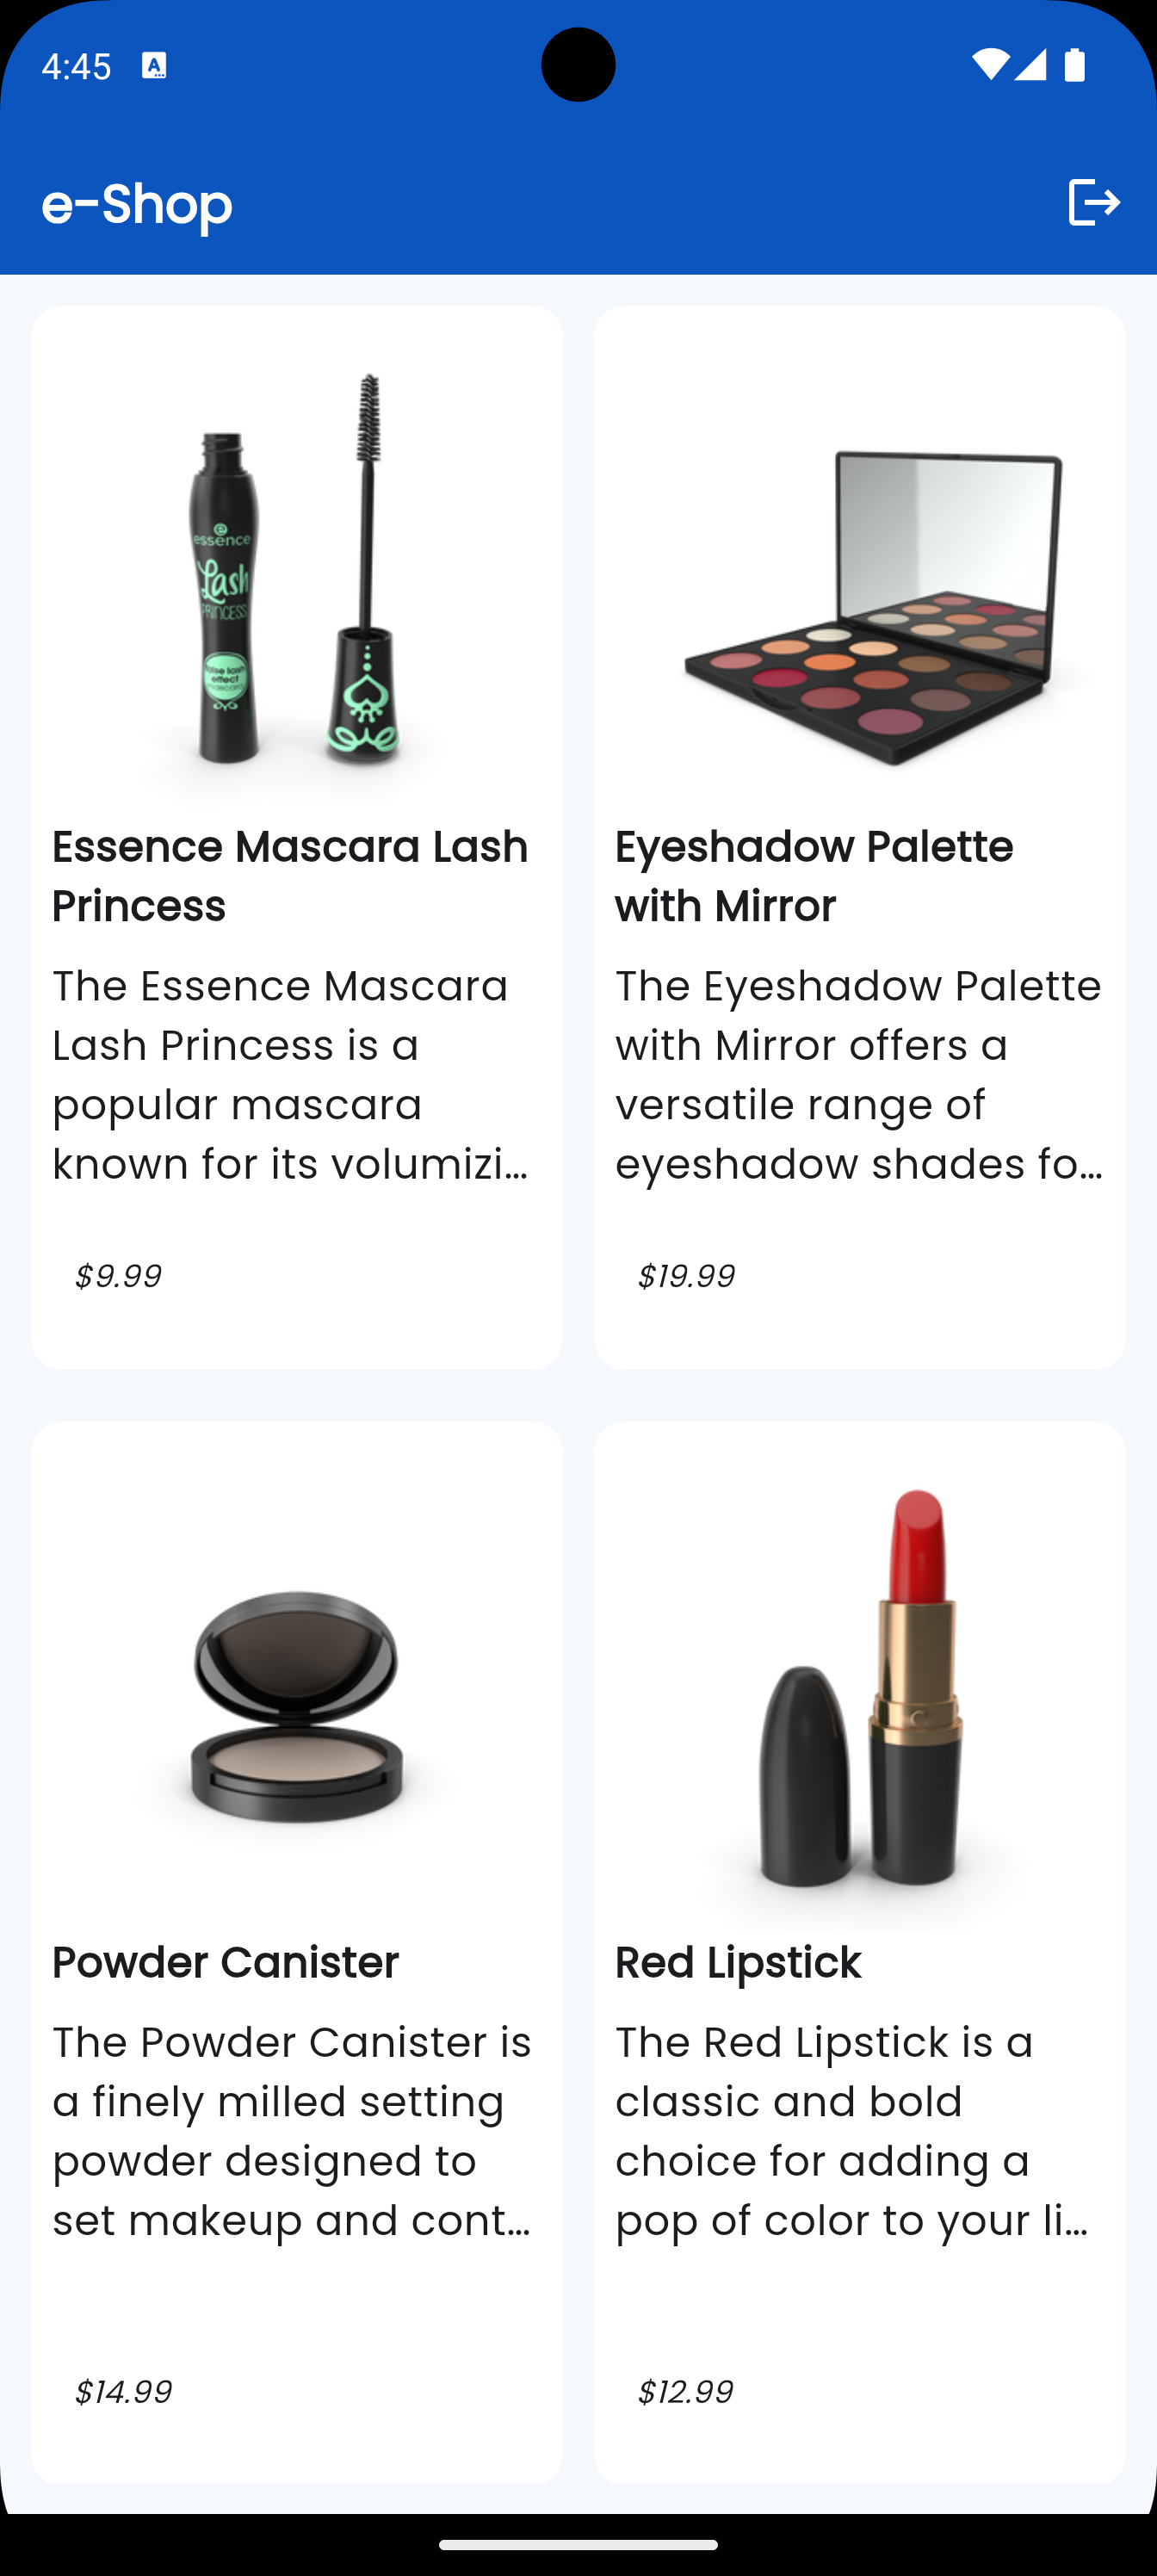 4:45
e-Shop
essence
Lash
PRINCESS
false lash
effect
mascara
Essence Mascara Lash
Princess
The Essence Mascara
Lash Princess is a
popular mascara
known for its volumizi...
$9.99
Eyeshadow Palette
with Mirror
The Eyeshadow Palette
with Mirror offers a
versatile range of
eyeshadow shades fo...
$19.99
Powder Canister
The Powder Canister is
a finely milled setting
powder designed to
set makeup and cont...
$14.99
Red Lipstick
The Red Lipstick is a
classic and bold
choice for adding a
pop of color to your li...
$12.99